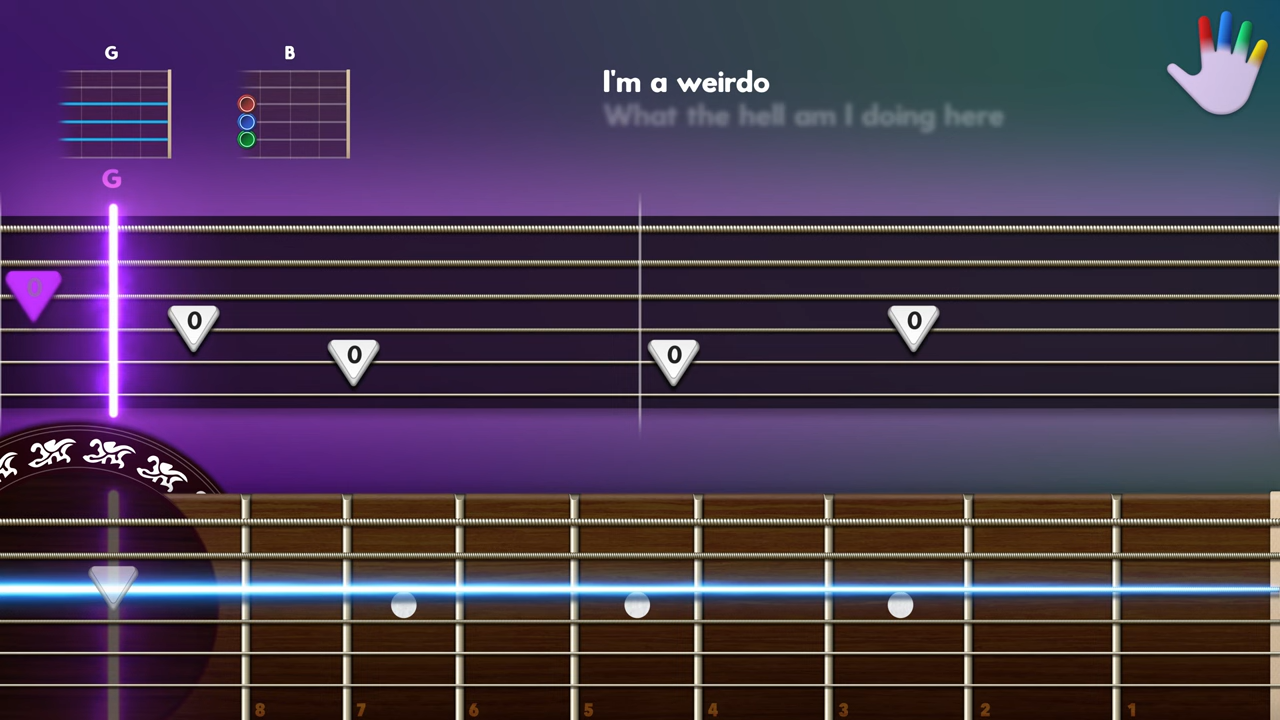 G B
I'm a weirdo
What the hell am I doing here
G
0
0 0
0 0
8 7 6 5 4 3 2 1